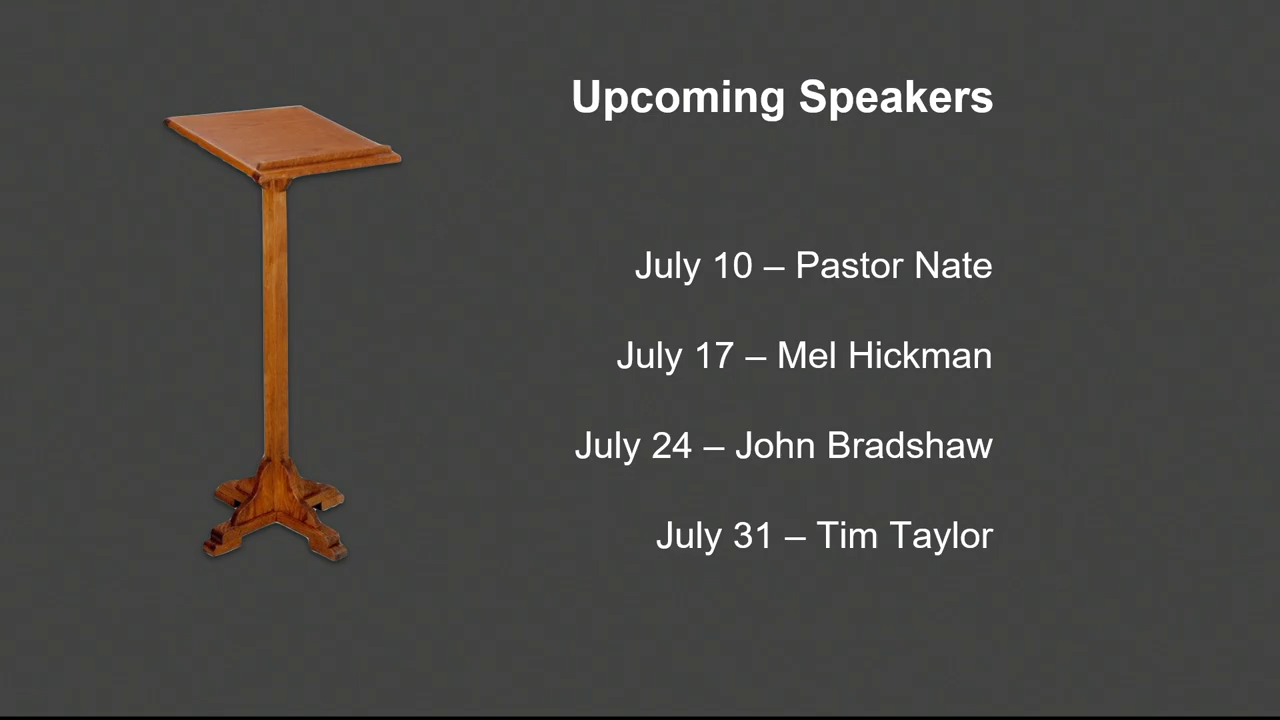 Upcoming Speakers
July 10 – Pastor Nate
July 17 – Mel Hickman
July 24 – John Bradshaw
July 31 – Tim Taylor